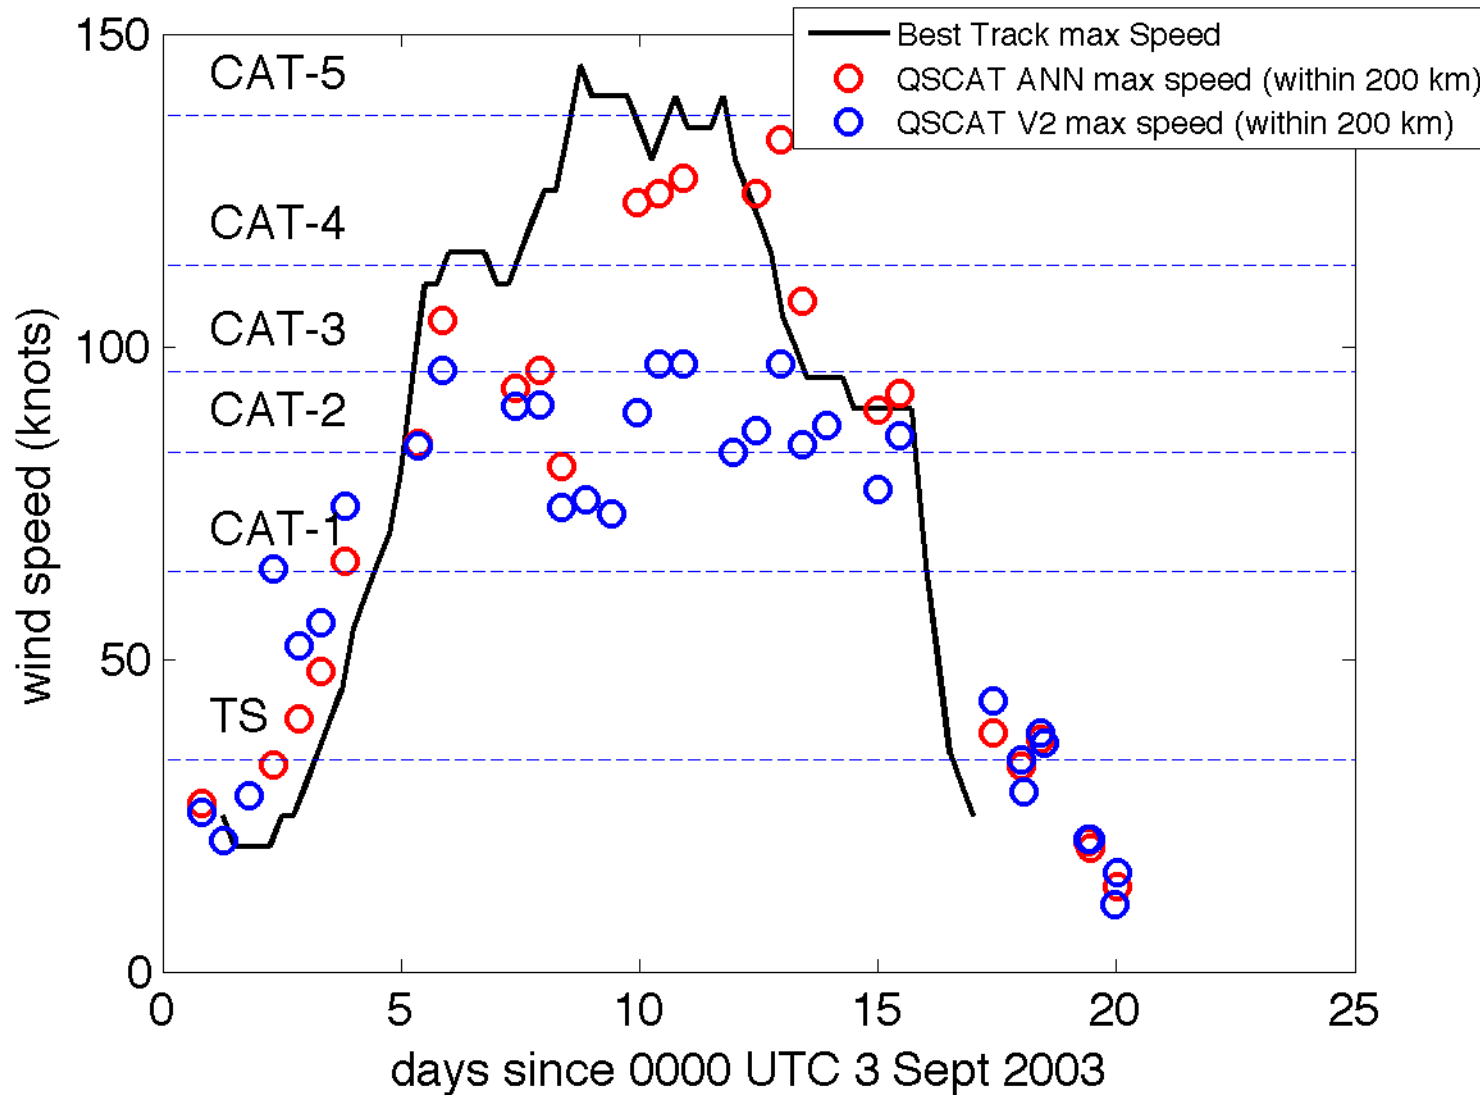 150
Best Track max Speed
QSCAT ANN max speed (within 200 km)
QSCAT V2 max speed (within 200 km)
CAT-5
CAT-4
CAT-3
100
CAT-2
CAT-1
50
TS
0
wind speed (knots)
0 5 10 15 20 25
days since 0000 UTC 3 Sept 2003